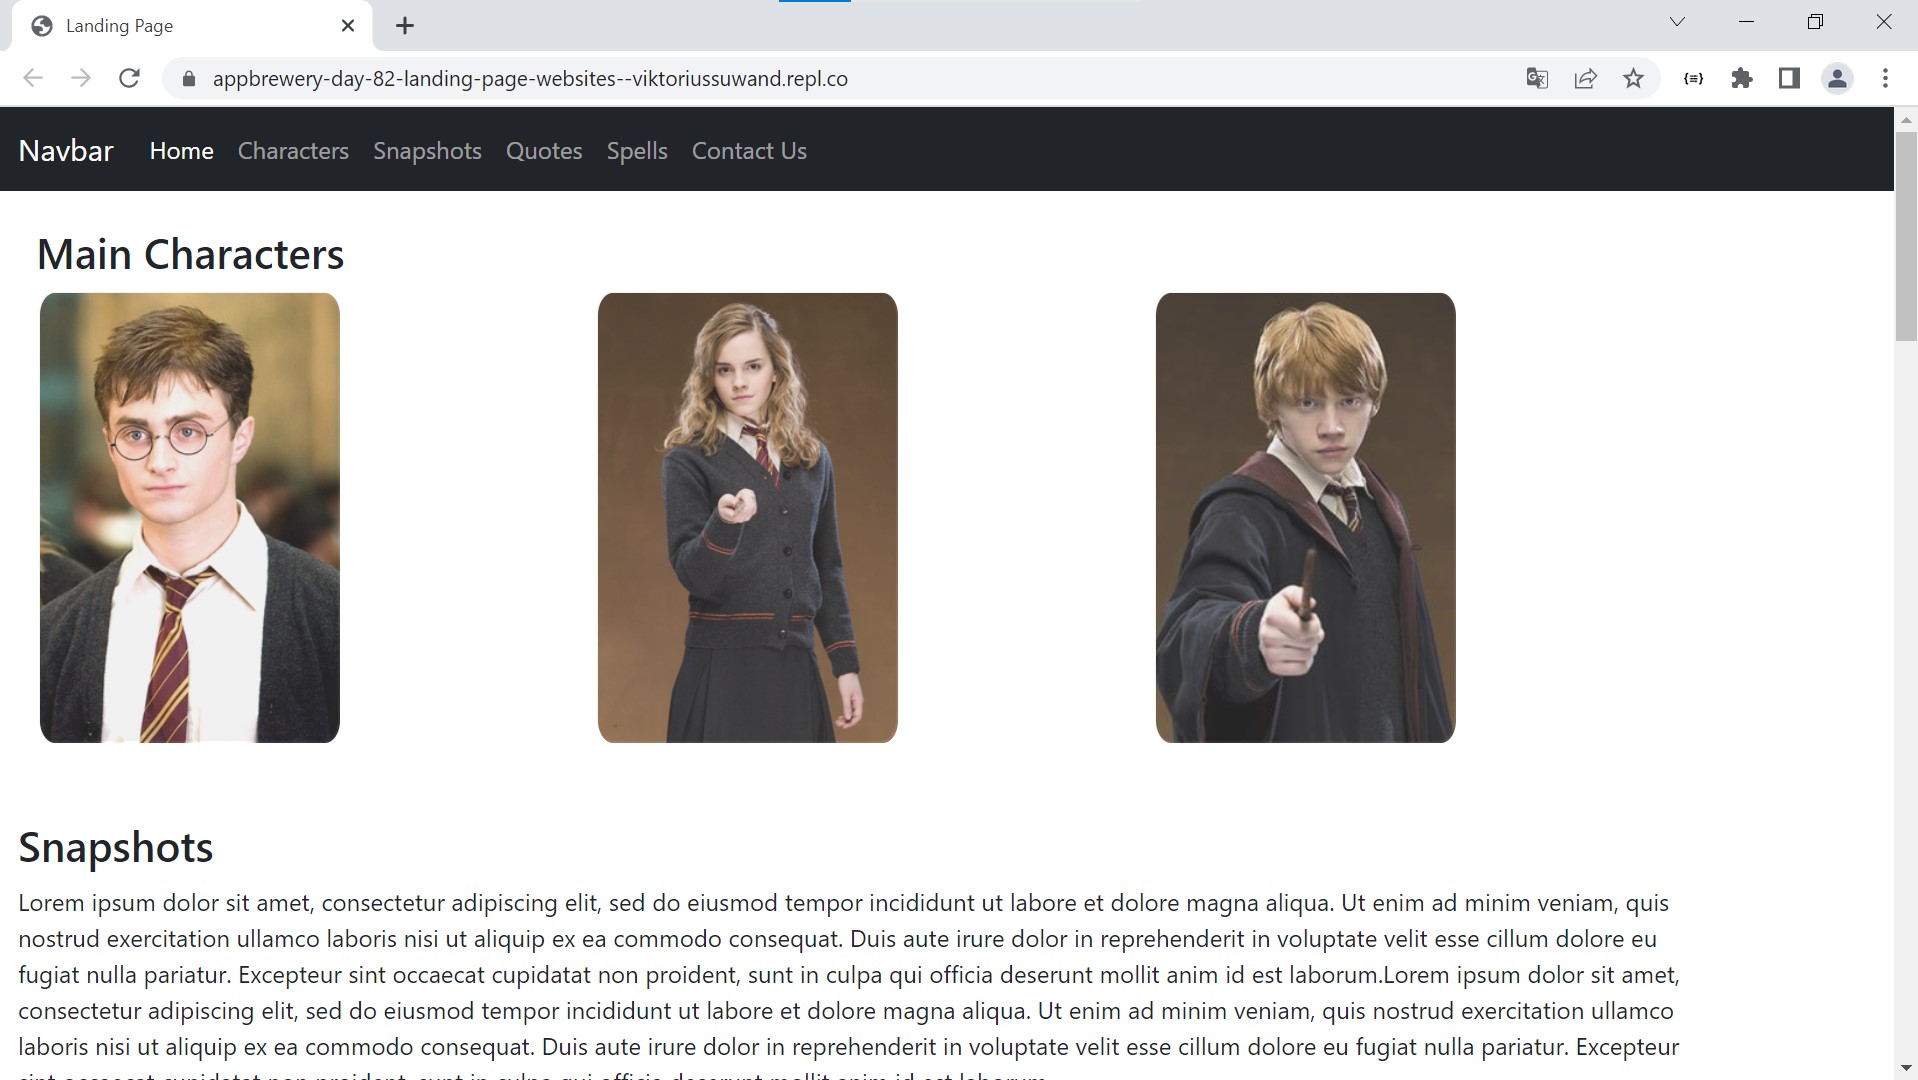 Landing Page
appbrewery-day-82-landing-page-websites--viktoriussuwand.repl.co
Navbar Home Characters Snapshots Quotes Spells Contact Us
Main Characters
Snapshots
Lorem ipsum dolor sit amet, consectetur adipiscing elit, sed do eiusmod tempor incididunt ut labore et dolore magna aliqua. Ut enim ad minim veniam, quis
nostrud exercitation ullamco laboris nisi ut aliquip ex ea commodo consequat. Duis aute irure dolor in reprehenderit in voluptate velit esse cillum dolore eu
fugiat nulla pariatur. Excepteur sint occaecat cupidatat non proident, sunt in culpa qui officia deserunt mollit anim id est laborum.Lorem ipsum dolor sit amet,
consectetur adipiscing elit, sed do eiusmod tempor incididunt ut labore et dolore magna aliqua. Ut enim ad minim veniam, quis nostrud exercitation ullamco
laboris nisi ut aliquip ex ea commodo consequat. Duis aute irure dolor in reprehenderit in voluptate velit esse cillum dolore eu fugiat nulla pariatur. Excepteur